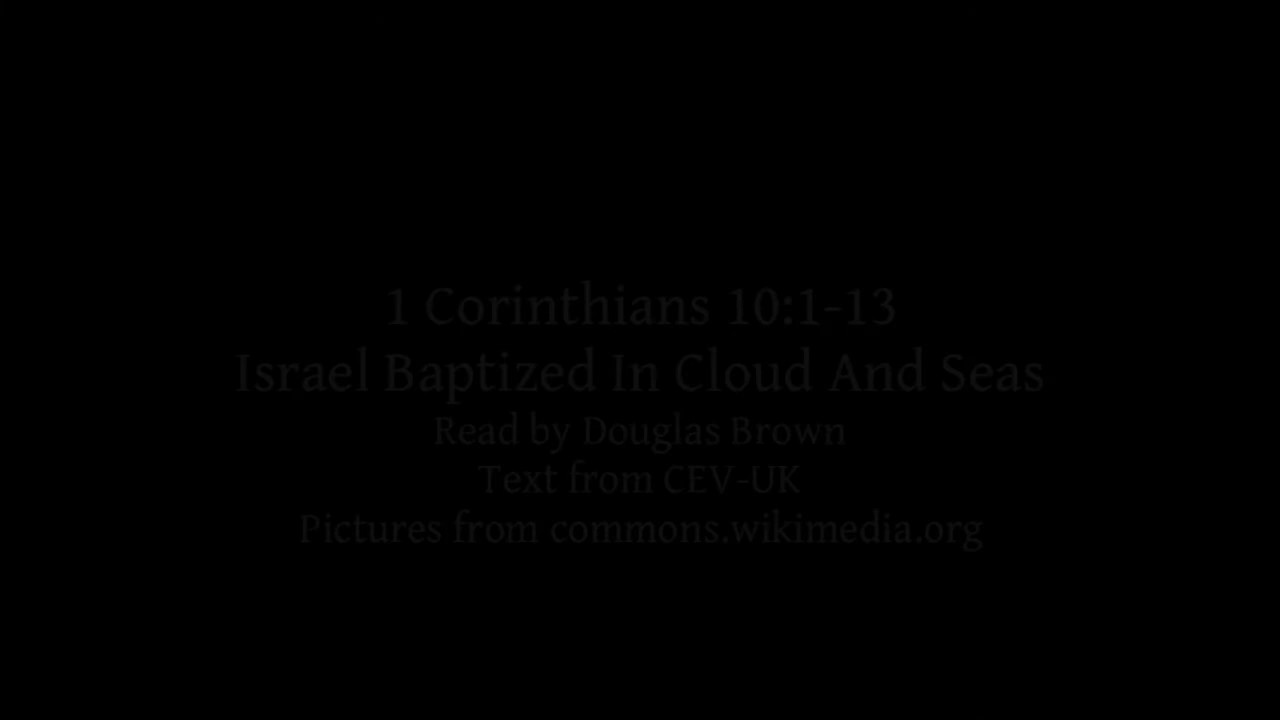 1 Corinthians 10:1-13
Israel Baptized In Cloud And Seas
Read by Douglas Brown
Text from CEV-UK
Pictures from commons.wikimedia.org